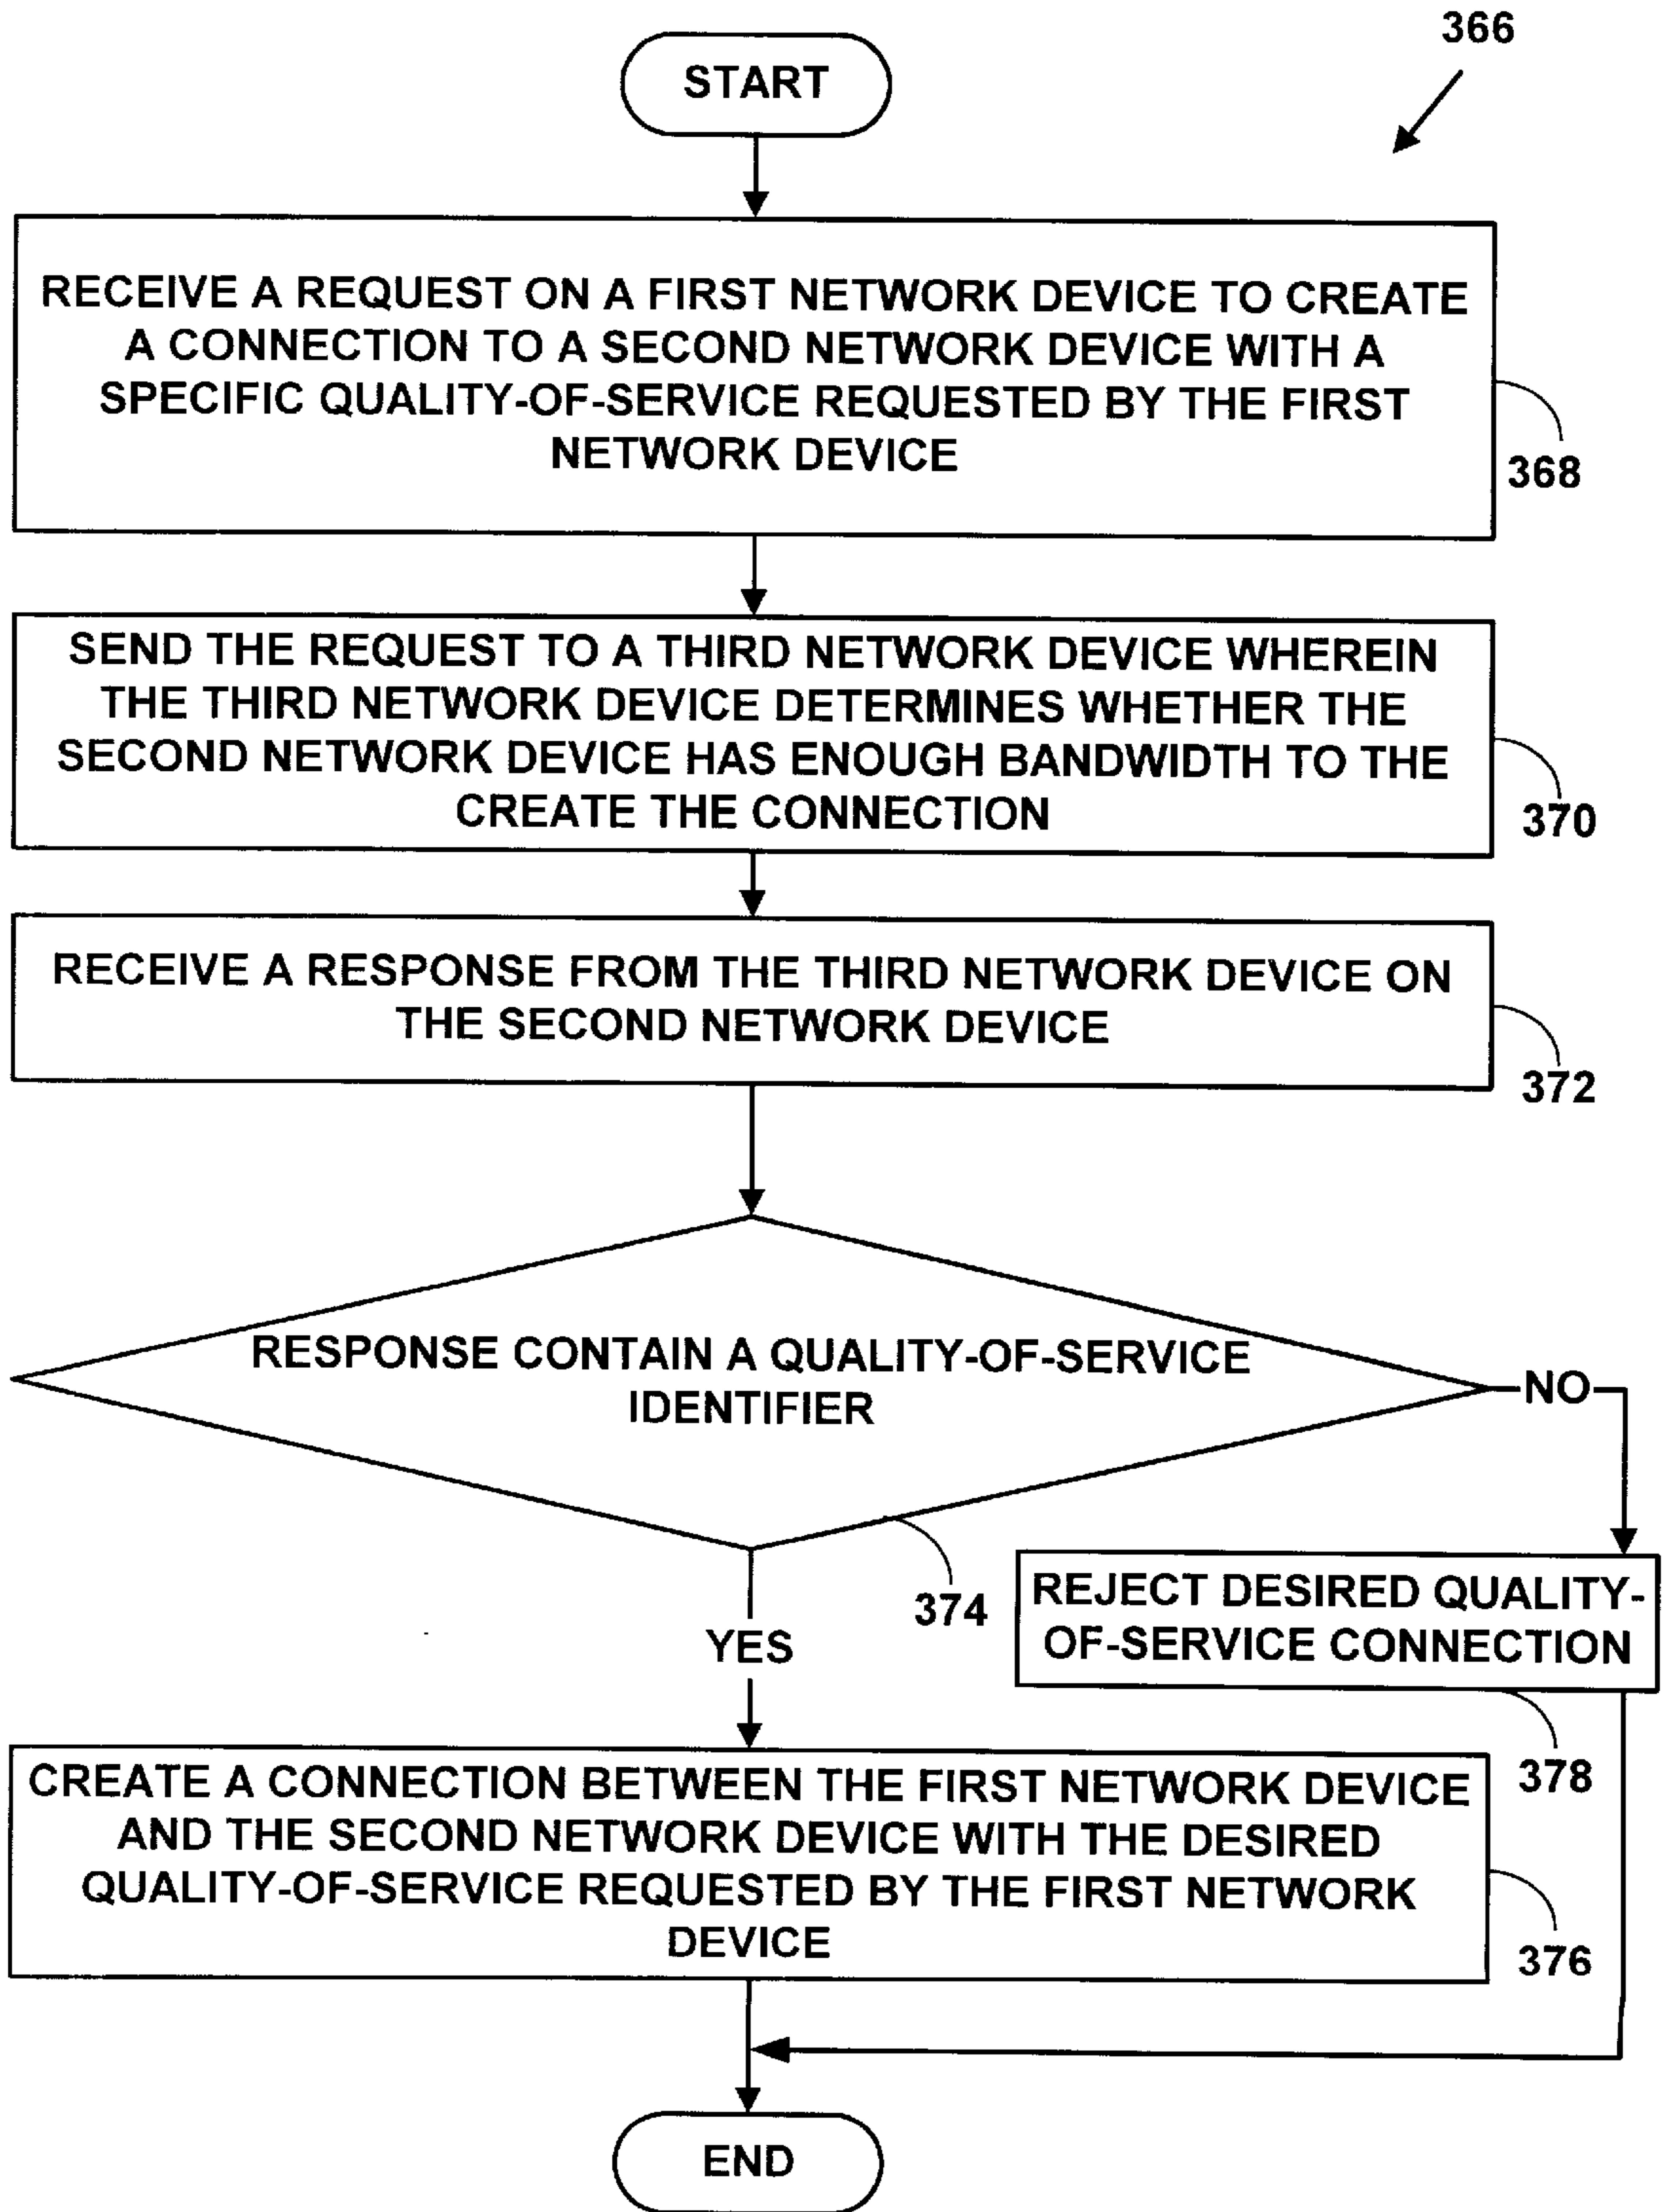 366
START
RECEIVE A REQUEST ON A FIRST NETWORK DEVICE TO CREATE
A CONNECTION TO A SECOND NETWORK DEVICE WITH A
SPECIFIC QUALITY-OF-SERVICE REQUESTED BY THE FIRST
NETWORK DEVICE
368
SEND THE REQUEST TO A THIRD NETWORK DEVICE WHEREIN
THE THIRD NETWORK DEVICE DETERMINES WHETHER THE
SECOND NETWORK DEVICE HAS ENOUGH BANDWIDTH TO THE
CREATE THE CONNECTION
370
RECEIVE A RESPONSE FROM THE THIRD NETWORK DEVICE ON
THE SECOND NETWORK DEVICE
372
RESPONSE CONTAIN A QUALITY-OF-SERVICE
IDENTIFIER
NO
374
YES
REJECT DESIRED QUALITY-
OF-SERVICE CONNECTION
378
CREATE A CONNECTION BETWEEN THE FIRST NETWORK DEVICE
AND THE SECOND NETWORK DEVICE WITH THE DESIRED
QUALITY-OF-SERVICE REQUESTED BY THE FIRST NETWORK
DEVICE
376
END